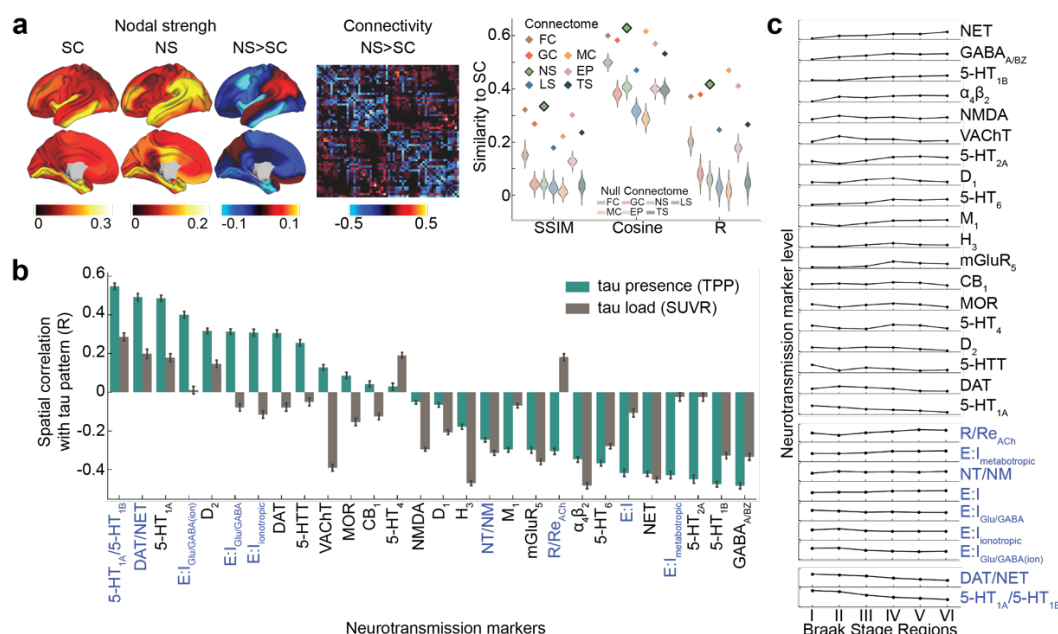 a
Nodal strengh
SC
NS
NS>SC
0
0.3
0
0.2
-0.1
0.1
Connectivity
NS>SC
-0.5
0.5
Similarity to SC
0.6
0.4
0.2
0
Connectome
FC
MC
GC
EP
NS
TS
LS
Null Connectome
FC GC NS LS
MC EP TS
SSIM
Cosine
R
b
Spatial correlation
with tau pattern (R)
0.6
0.4
0.2
0
-0.2
-0.4
tau presence (TPP)
tau load (SUVR)
5-HT1A/5-HT1B
DAT/NET
5-HT1A
E:IGlu/GABA(ion)
D2
E:IGlu/GABA
E:Iionotropic
DAT
5-HTT
VAChT
MOR
CB1
5-HT4
NMDA
D1
H3
NT/NM
M1
mGluR5
R/ReACh
α4β2
5-HT6
E:I
NET
E:Imetabotropic
5-HT2A
5-HT1B
GABAA/BZ
Neurotransmission markers
c
Neurotransmission marker level
NET
GABAA/BZ
5-HT1B
α4β2
NMDA
VAChT
5-HT2A
D1
5-HT6
M1
H3
mGluR5
CB1
MOR
5-HT4
D2
5-HTT
DAT
5-HT1A
R/ReACh
E:Imetabotropic
NT/NM
E:I
E:IGlu/GABA
E:Iionotropic
E:IGlu/GABA(ion)
DAT/NET
5-HT1A/5-HT1B
I II III IV V VI
Braak Stage Regions